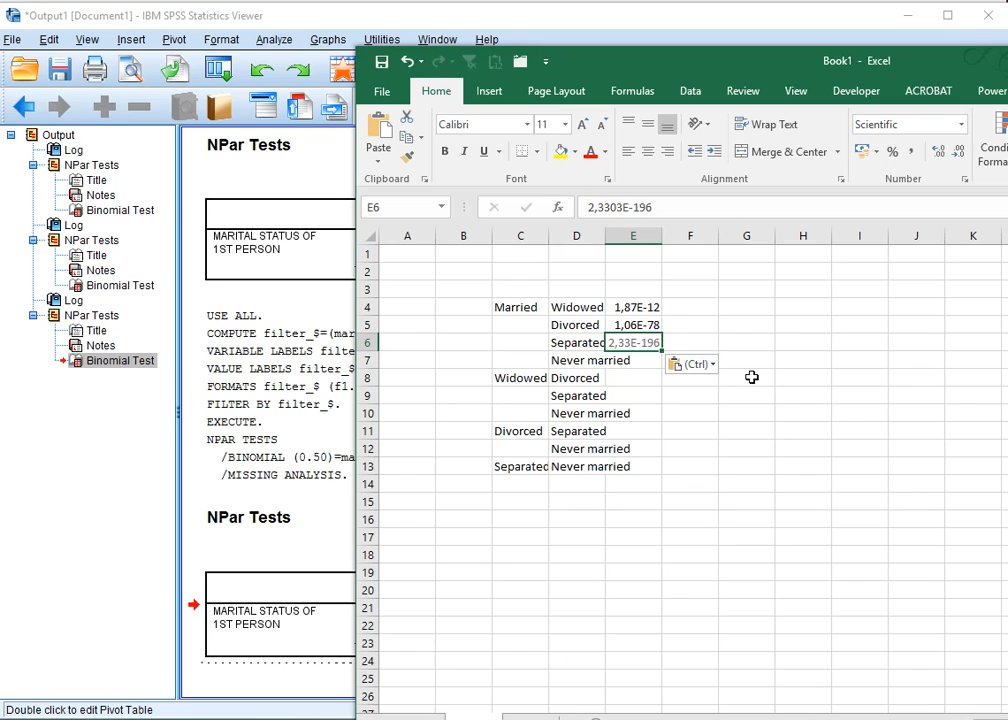 *Output1 [Document1] - IBM SPSS Statistics Viewer
File Edit View Insert Pivot Format Analyze Graphs Utilities Window Help
Book1 - Excel
File Home Insert Page Layout Formulas Data Review View Developer ACROBAT Power
Paste
Calibri 11
Wrap Text
Scientific
B I U
Merge & Center
% ,
Condi
Forma
Clipboard Font Alignment Number
E6 fx 2,3303E-196
Output
Log
NPar Tests
Title
Notes
Binomial Test
Log
NPar Tests
Title
Notes
Binomial Test
Log
NPar Tests
Title
Notes
Binomial Test
NPar Tests
MARITAL STATUS OF
1ST PERSON
USE ALL.
COMPUTE filter_$=(mar
VARIABLE LABELS filte
VALUE LABELS filter_$
FORMATS filter_$ (f1.
FILTER BY filter_$.
EXECUTE.
NPAR TESTS
/BINOMIAL (0.50)=ma
/MISSING ANALYSIS.
NPar Tests
MARITAL STATUS OF
1ST PERSON
A B C D E F G H I J K
1
2
3
4 Married Widowed 1,87E-12
5 Divorced 1,06E-78
6 Separated 2,33E-196
7 Never married
(Ctrl)
8 Widowed Divorced
9 Separated
10 Never married
11 Divorced Separated
12 Never married
13 Separated Never married
14
15
16
17
18
19
20
21
22
23
24
25
26
Double click to edit Pivot Table